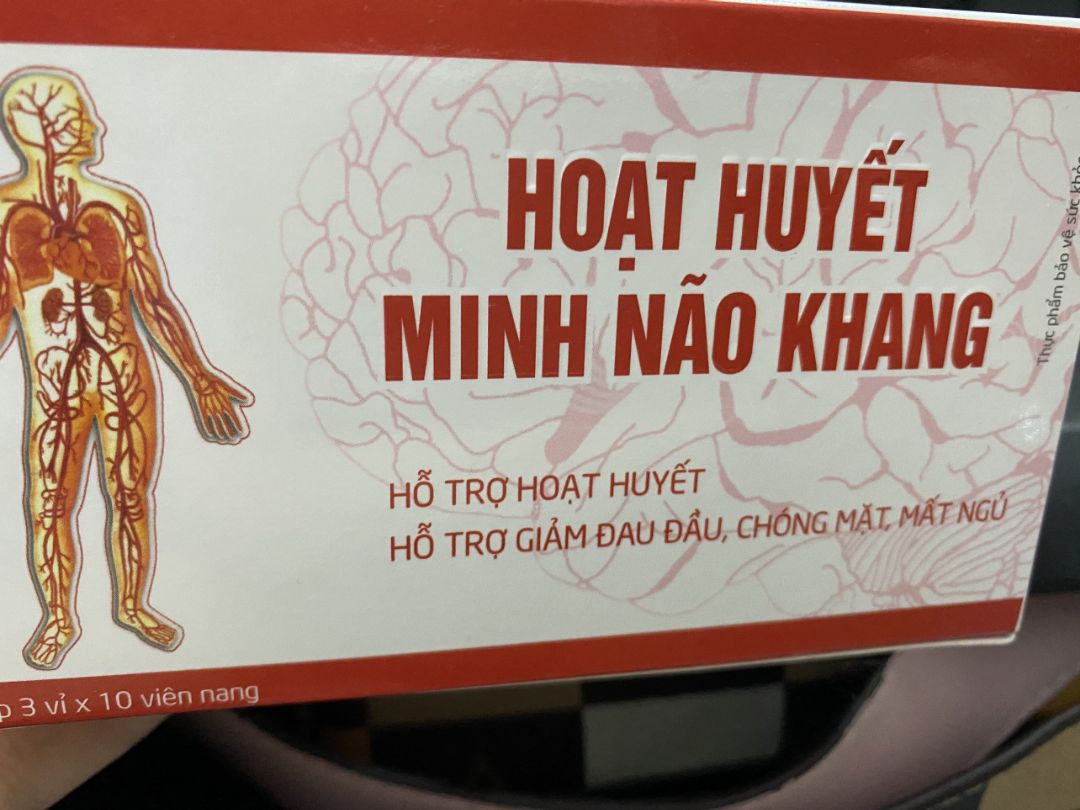 HOẠT HUYẾT
MINH NÃO KHANG
Thực phẩm bảo vệ sức khỏe
HỖ TRỢ HOẠT HUYẾT
HỖ TRỢ GIẢM ĐAU ĐẦU, CHÓNG MẶT, MẤT NGỦ
3 vỉ x 10 viên nang